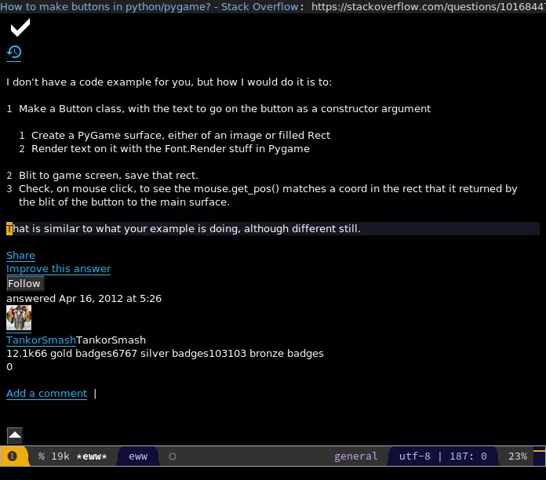 How to make buttons in python/pygame? - Stack Overflow: https://stackoverflow.com/questions/10168447
I don't have a code example for you, but how I would do it is to:
1 Make a Button class, with the text to go on the button as a constructor argument
1 Create a PyGame surface, either of an image or filled Rect
2 Render text on it with the Font.Render stuff in Pygame
2 Blit to game screen, save that rect.
3 Check, on mouse click, to see the mouse.get_pos() matches a coord in the rect that it returned by
the blit of the button to the main surface.
That is similar to what your example is doing, although different still.
Share
Improve this answer
Follow
answered Apr 16, 2012 at 5:26
TankorSmashTankorSmash
12.1k66 gold badges6767 silver badges103103 bronze badges
0
Add a comment |
1 % 19k *eww* eww general utf-8 | 187: 0 23%